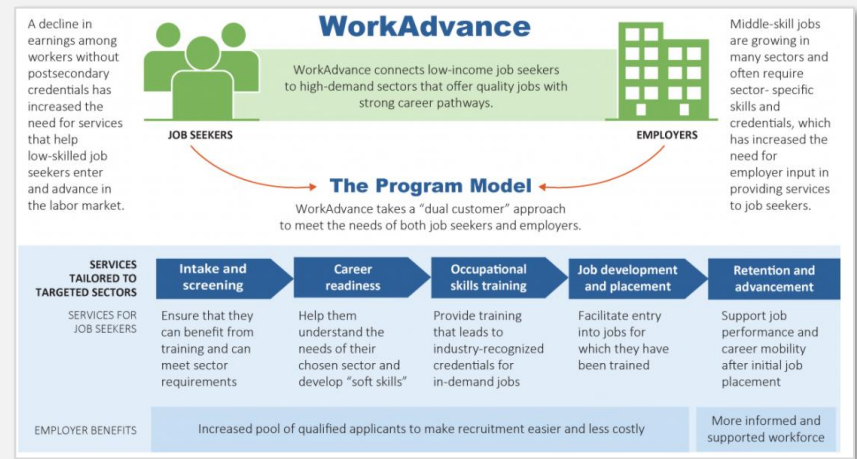 WorkAdvance
A decline in
earnings among
workers without
postsecondary
credentials has
increased the
need for services
that help
low-skilled job
seekers enter
and advance in
the labor market.
WorkAdvance connects low-income job seekers
to high-demand sectors that offer quality jobs with
strong career pathways.
JOB SEEKERS
EMPLOYERS
Middle-skill jobs
are growing in
many sectors and
often require
sector- specific
skills and
credentials, which
has increased the
need for
employer input in
providing services
to job seekers.
The Program Model
WorkAdvance takes a “dual customer” approach
to meet the needs of both job seekers and employers.
SERVICES
TAILORED TO
TARGETED SECTORS
Intake and
screening
Career
readiness
Occupational
skills training
Job development
and placement
Retention and
advancement
SERVICES FOR
JOB SEEKERS
Ensure that they
can benefit from
training and can
meet sector
requirements
Help them
understand the
needs of their
chosen sector and
develop “soft skills”
Provide training
that leads to
industry-recognized
credentials for
in-demand jobs
Facilitate entry
into jobs for
which they have
been trained
Support job
performance and
career mobility
after initial job
placement
EMPLOYER BENEFITS
Increased pool of qualified applicants to make recruitment easier and less costly
More informed and
supported workforce